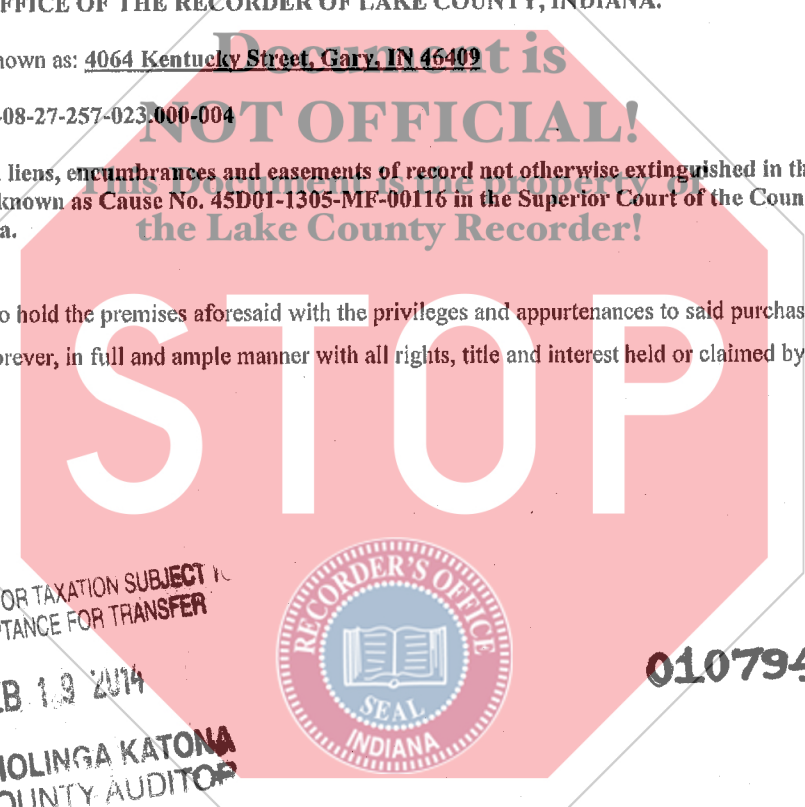 FFICE OF THE RECORDER OF LAKE COUNTY, INDIANA.
Document is
nown as: 4064 Kentucky Street, Gary, IN 46409
NOT OFFICIAL!
-08-27-257-023.000-004
liens, encumbrances and easements of record not otherwise extinguished in th
This Document is the property of
known as Cause No. 45D01-1305-MF-00116 in the Superior Court of the Coun
a.
the Lake County Recorder!
o hold the premises aforesaid with the privileges and appurtenances to said purchas
orever, in full and ample manner with all rights, title and interest held or claimed by
STOP
OR TAXATION SUBJECT
PTANCE FOR TRANSFER
EB 19 2014
HOLINGA KATONA
COUNTY AUDITOR
RECORDER'S OFFICE
SEAL
INDIANA
010794